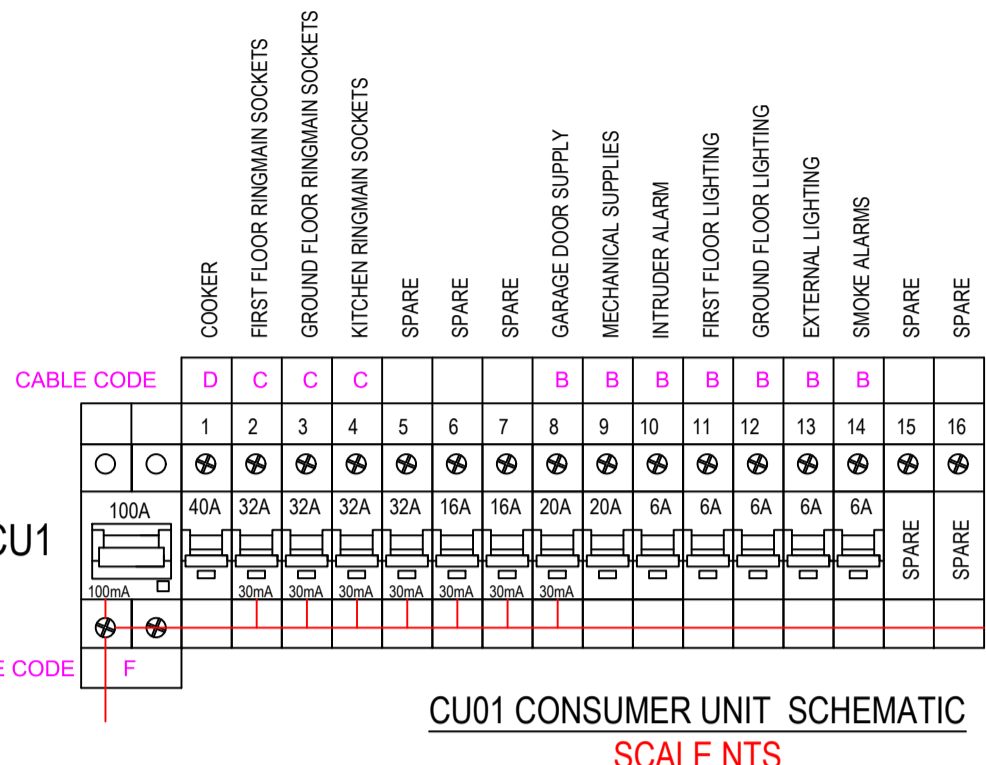 COOKER
FIRST FLOOR RINGMAIN SOCKETS
GROUND FLOOR RINGMAIN SOCKETS
KITCHEN RINGMAIN SOCKETS
SPARE
SPARE
SPARE
GARAGE DOOR SUPPLY
MECHANICAL SUPPLIES
INTRUDER ALARM
FIRST FLOOR LIGHTING
GROUND FLOOR LIGHTING
EXTERNAL LIGHTING
SMOKE ALARMS
SPARE
SPARE
CABLE CODE D C C C B B B B B B B
1 2 3 4 5 6 7 8 9 10 11 12 13 14 15 16
100A 40A 32A 32A 32A 32A 16A 16A 20A 20A 6A 6A 6A 6A 6A SPARE SPARE
CU1
100mA 30mA 30mA 30mA 30mA 30mA 30mA 30mA
E CODE F
CU01 CONSUMER UNIT SCHEMATIC
SCALE NTS